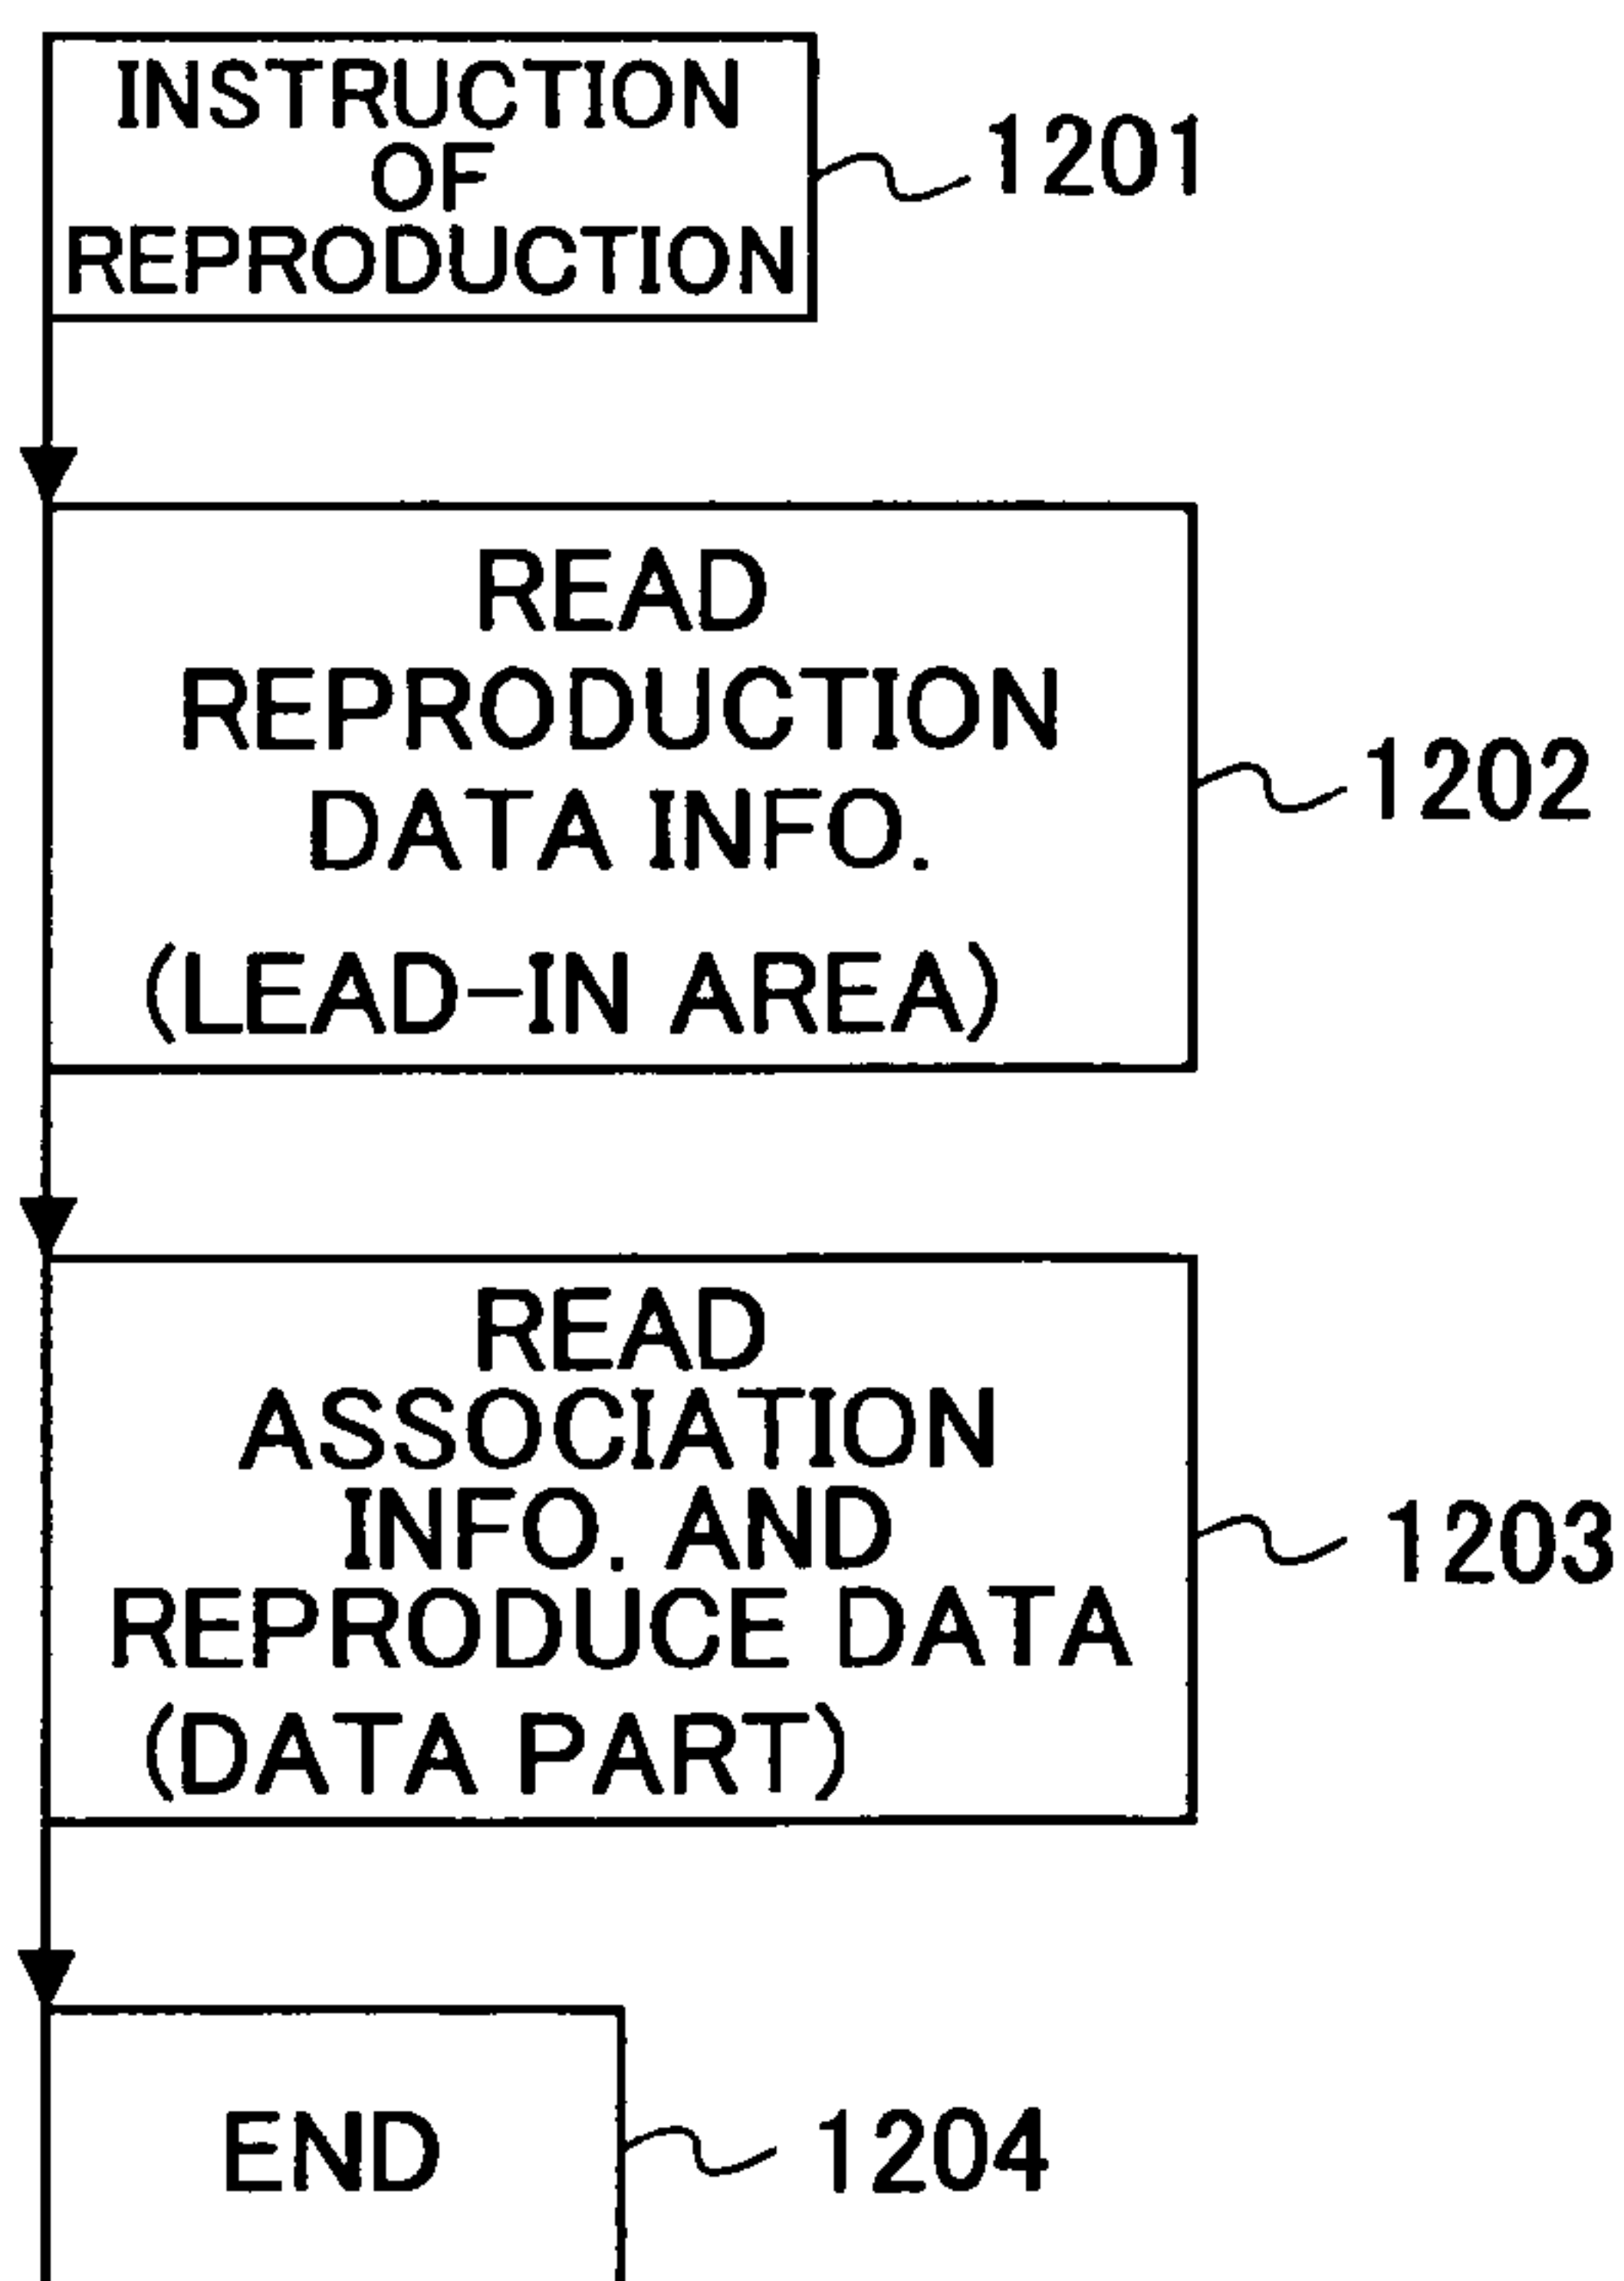 INSTRUCTION
OF
REPRODUCTION
1201
READ
REPRODUCTION
DATA INFO.
(LEAD-IN AREA)
1202
READ
ASSOCIATION
INFO. AND
REPRODUCE DATA
(DATA PART)
1203
END
1204